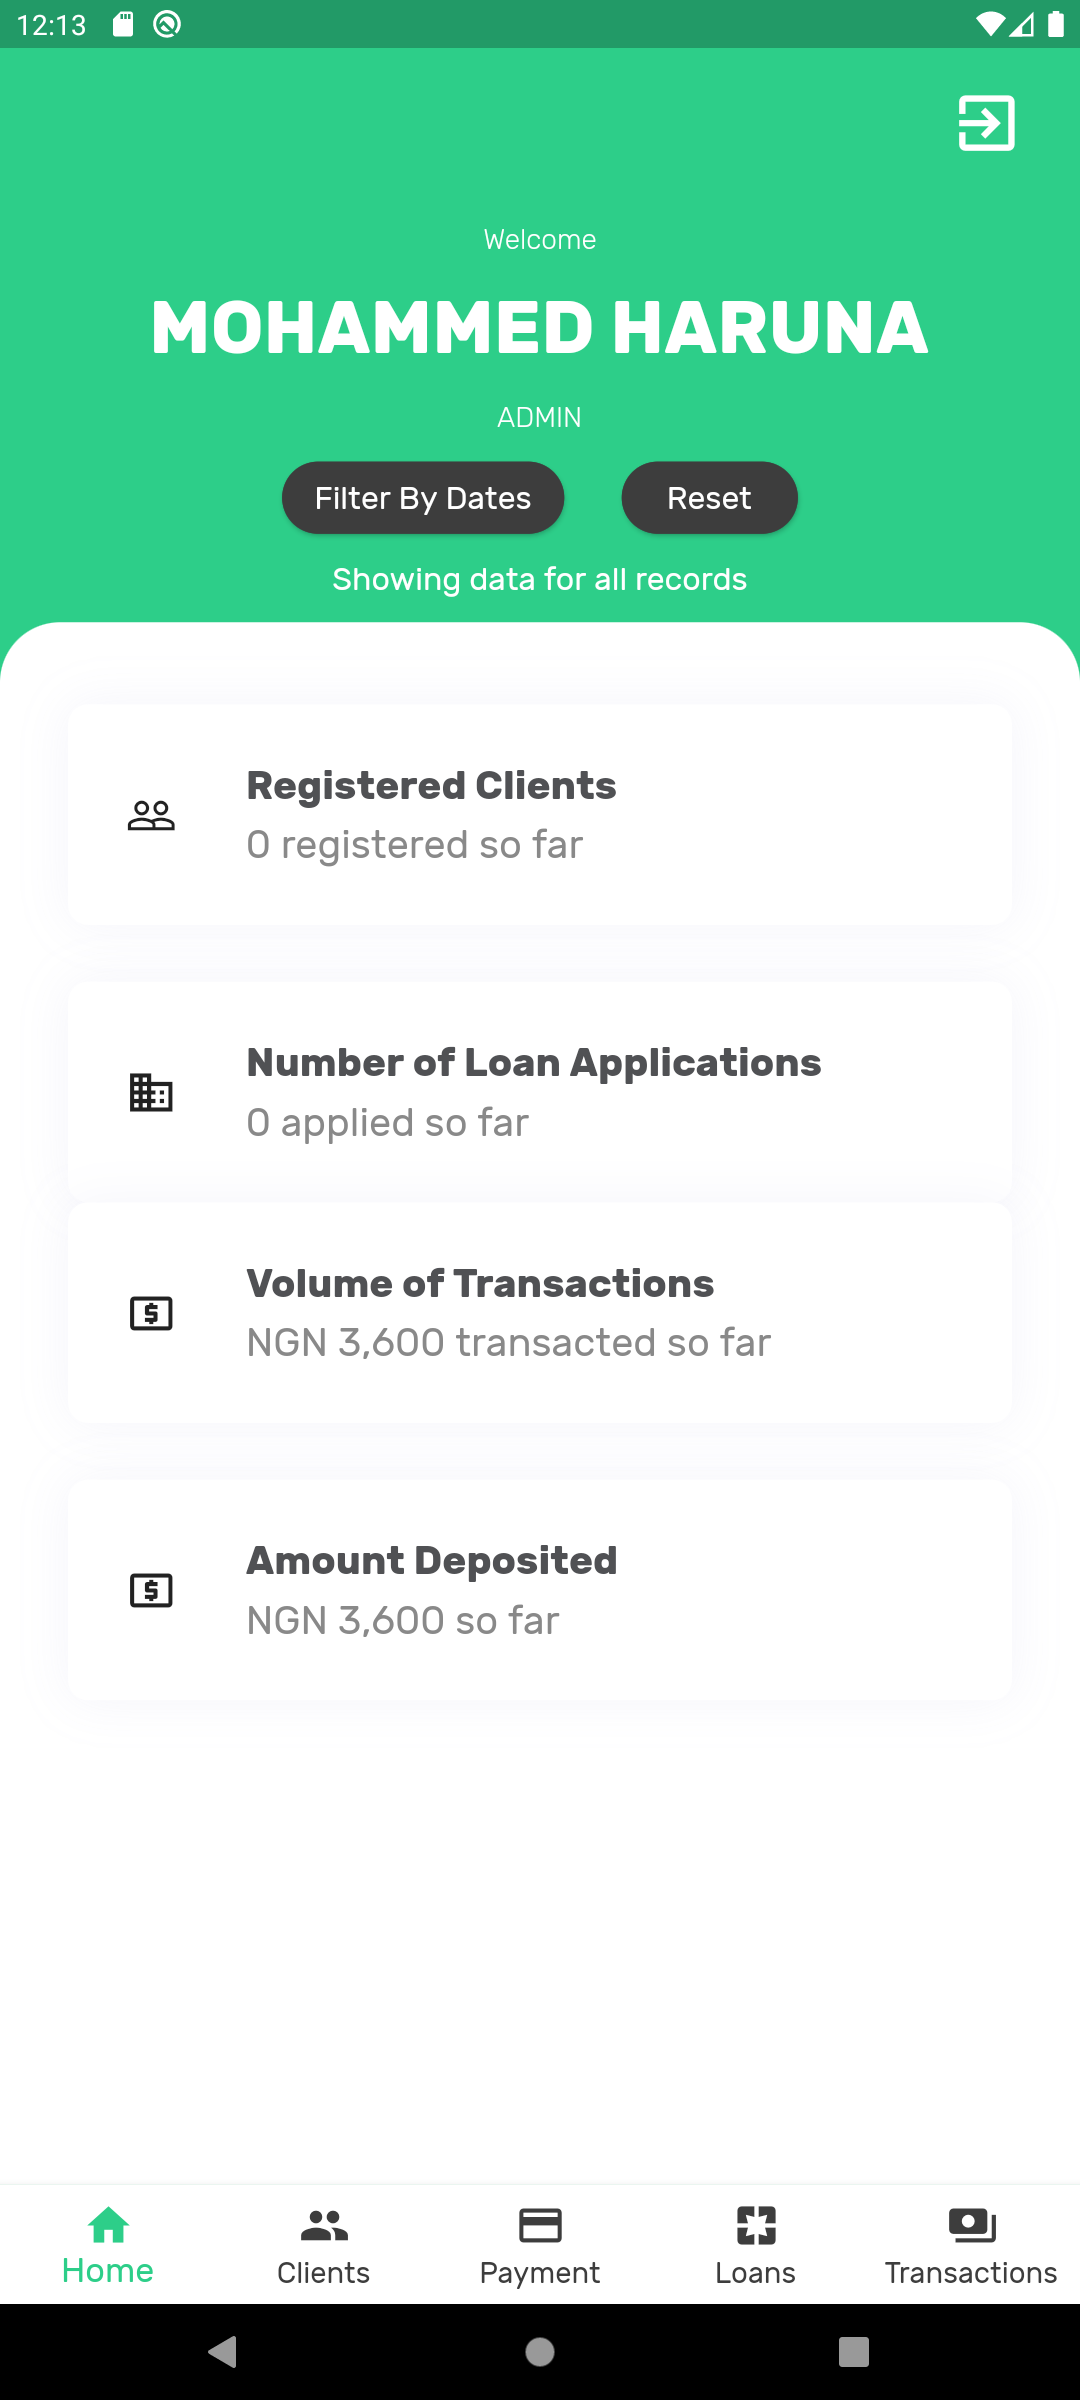 12:13
Welcome
MOHAMMED HARUNA
ADMIN
Filter By Dates
Reset
Showing data for all records
Registered Clients
0 registered so far
Number of Loan Applications
0 applied so far
Volume of Transactions
NGN 3,600 transacted so far
Amount Deposited
NGN 3,600 so far
Home
Clients
Payment
Loans
Transactions